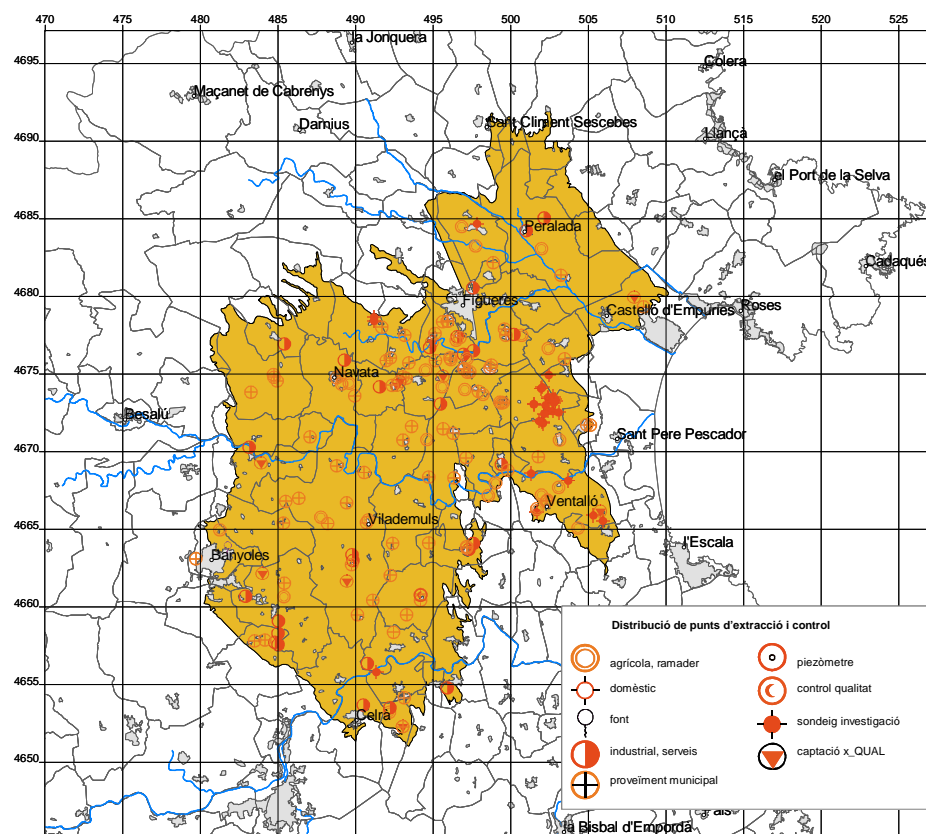 470 475 480 485 490 495 500 505 510 515 520 525
la Jonquera
4695
Colera
Maçanet de Cabrenys
Darnius
Sant Climent Sescebes
4690
Llançà
el Port de la Selva
4685
Peralada
Cadaqués
4680
Figueres
Castelló d'Empúries
Roses
4675
Navata
Besalú
4670
Sant Pere Pescador
Ventalló
Vilademuls
4665
l'Escala
Banyoles
4660
Distribució de punts d'extracció i control
agrícola, ramader
piezòmetre
domèstic
control qualitat
font
sondeig investigació
industrial, serveis
captació x_QUAL
proveïment municipal
4655
Celrà
4650
Pals
la Bisbal d'Empordà